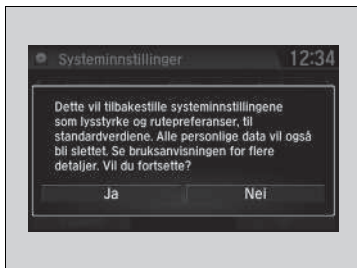 Systeminnstillinger
12:34
Dette vil tilbakestille systeminnstillingene
som lysstyrke og rutepreferanser, til
standardverdiene. Alle personlige data vil også
bli slettet. Se bruksanvisningen for flere
detaljer. Vil du fortsette?
Ja
Nei